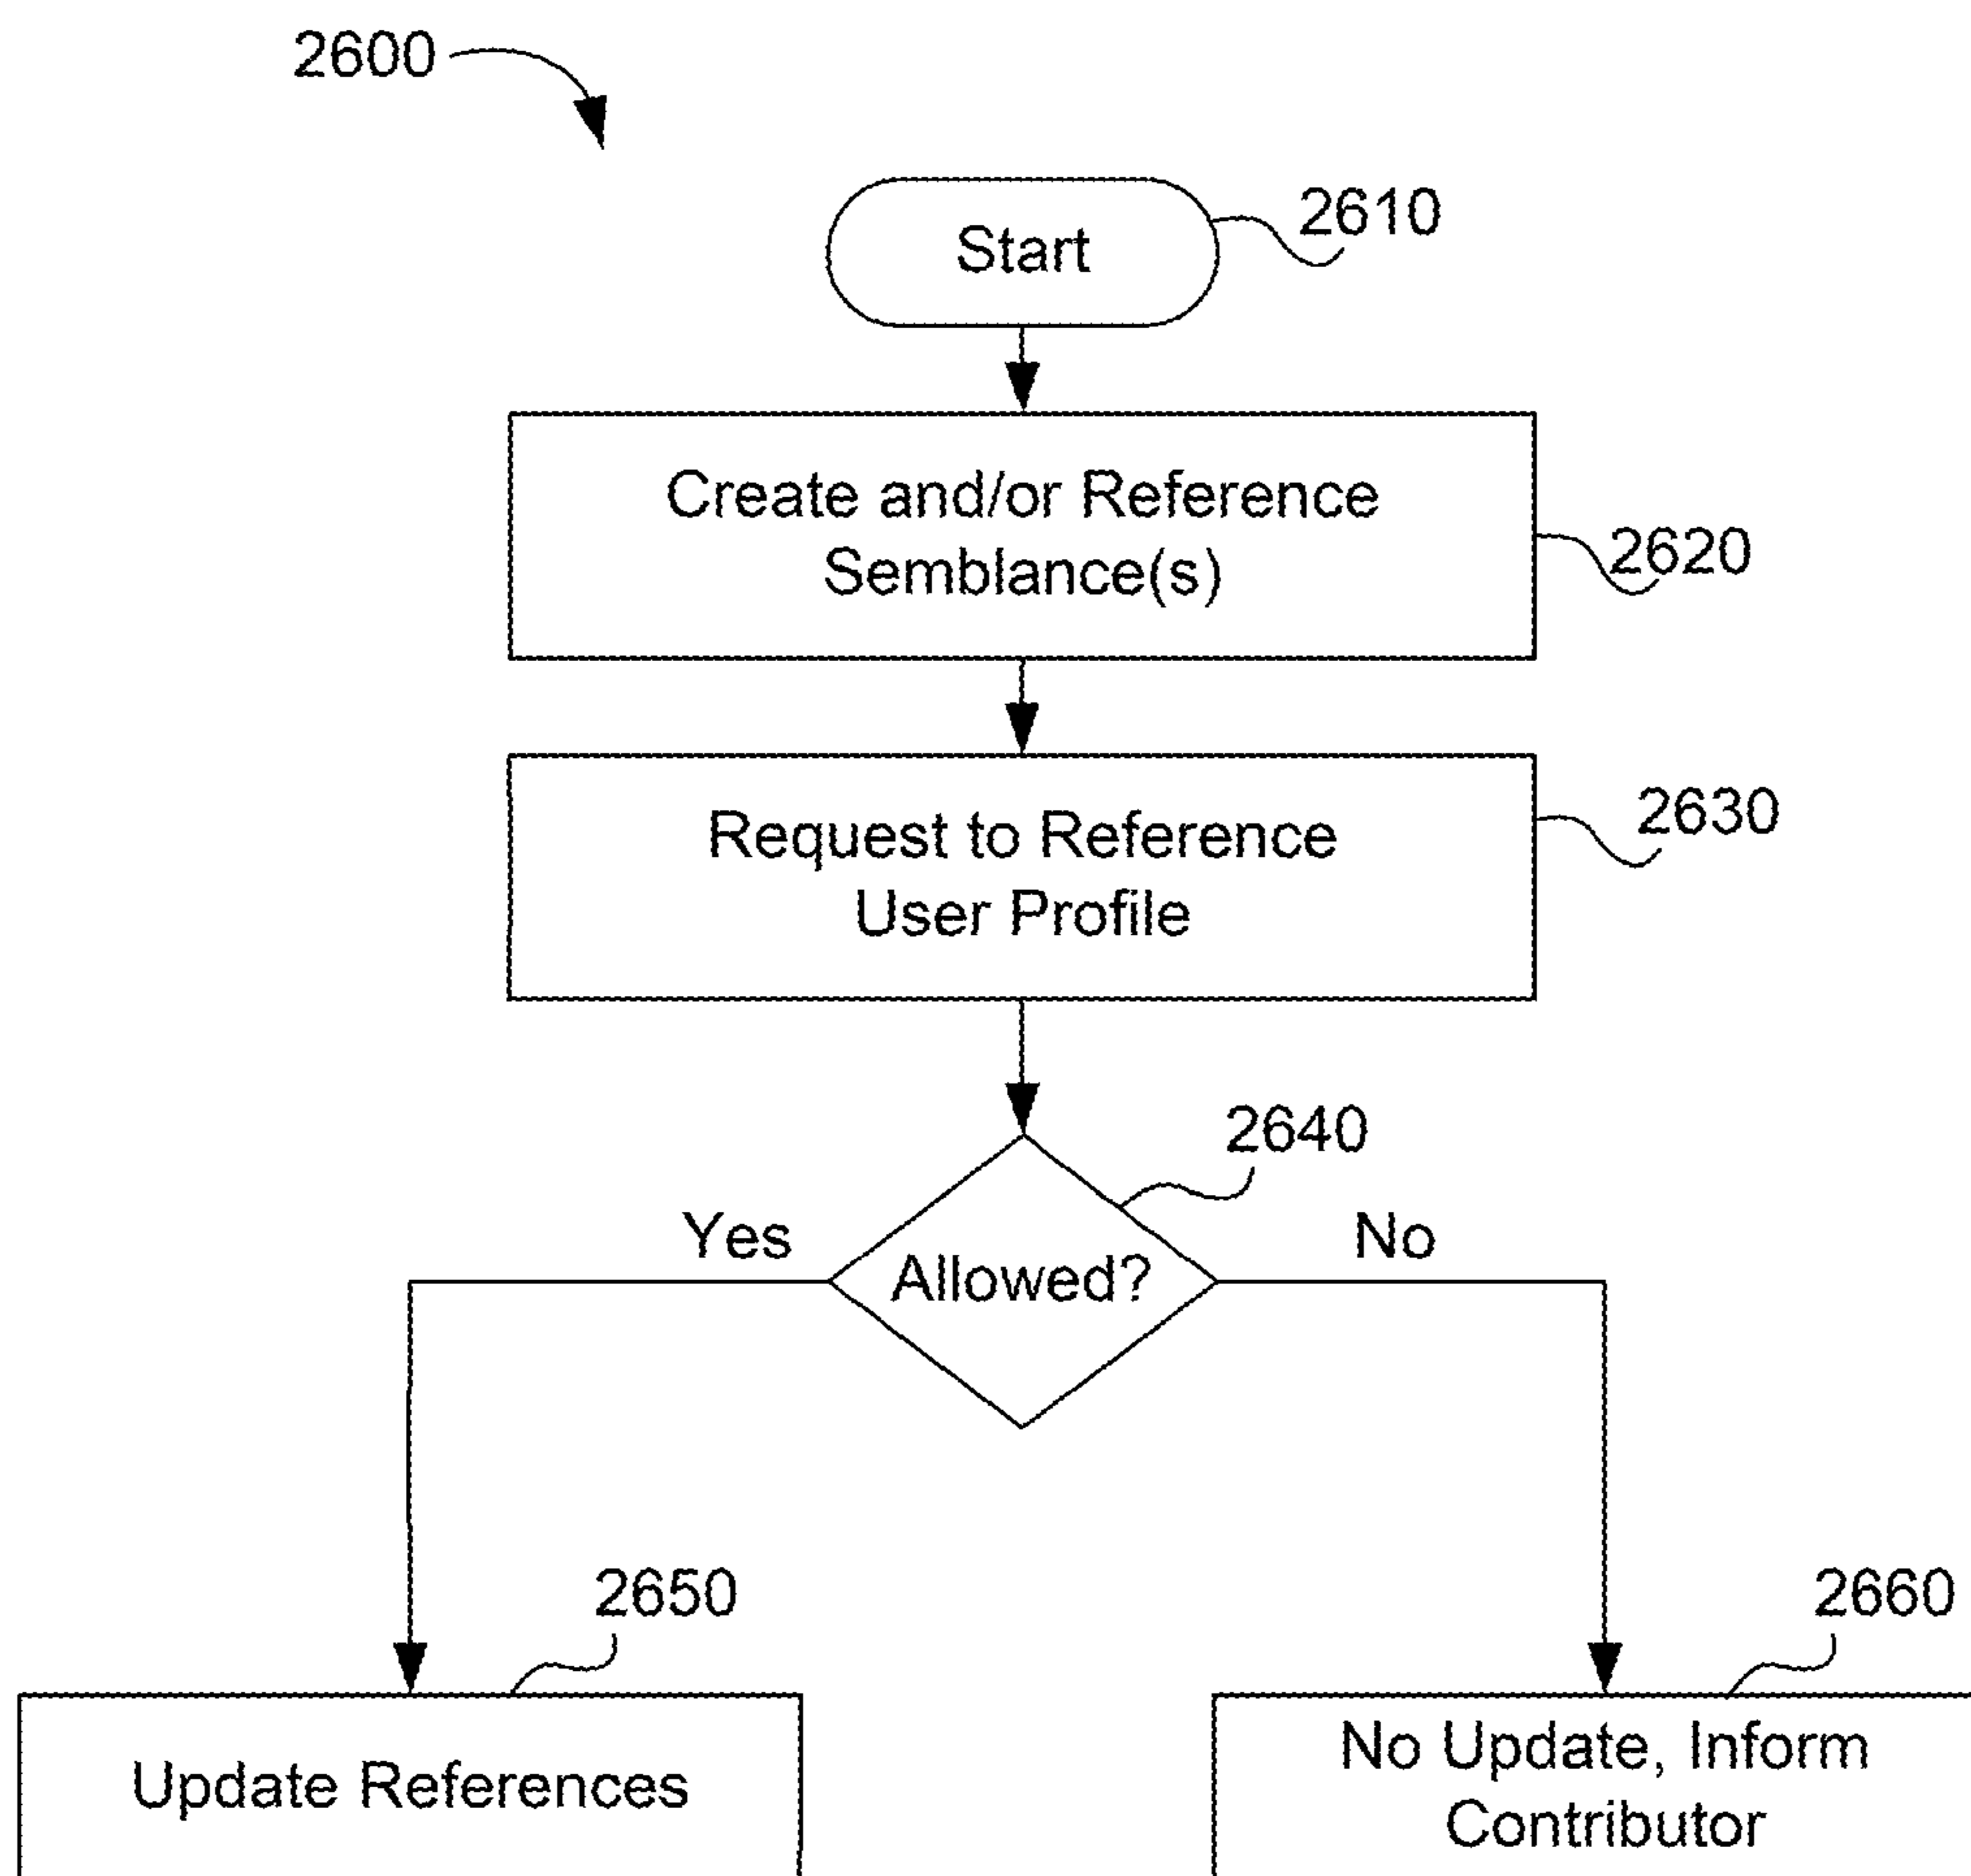 2600
Start
2610
Create and/or Reference
Semblance(s)
2620
Request to Reference
User Profile
2630
2640
Yes
Allowed?
No
2650
2660
Update References
No Update, Inform
Contributor